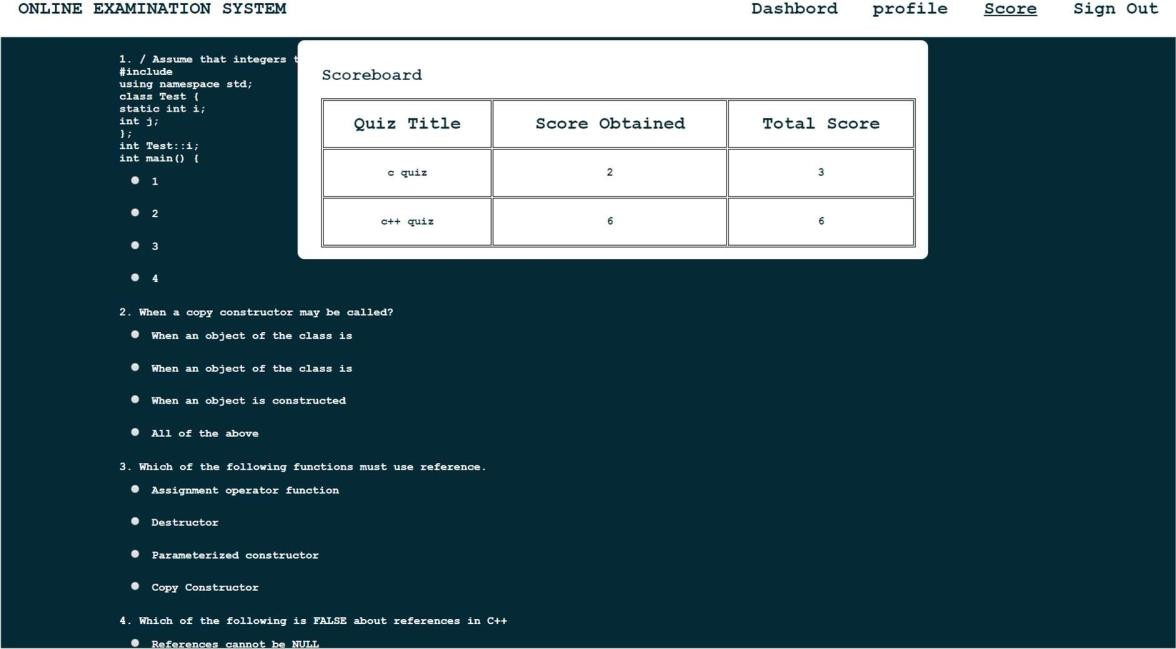 ONLINE EXAMINATION SYSTEM
Dashbord profile Score Sign Out
1. / Assume that integers
#include
using namespace std;
class Test {
static int i;
int j;
};
int Test::i;
int main() {
1
2
3
4
Scoreboard
Quiz Title Score Obtained Total Score
c quiz 2 3
c++ quiz 6 6
2. When a copy constructor may be called?
When an object of the class is
When an object of the class is
When an object is constructed
All of the above
3. Which of the following functions must use reference.
Assignment operator function
Destructor
Parameterized constructor
Copy Constructor
4. Which of the following is FALSE about references in C++
References cannot be NULL